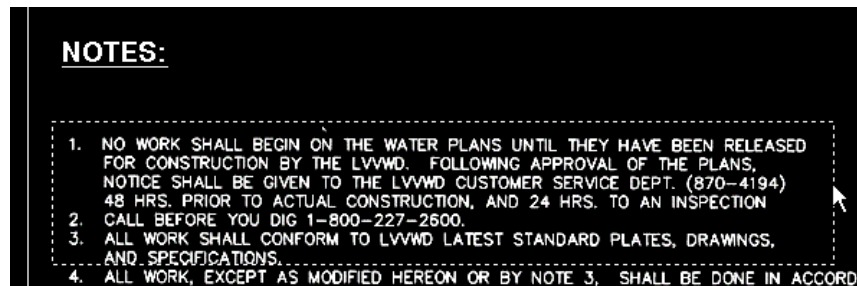 NOTES:
1. NO WORK SHALL BEGIN ON THE WATER PLANS UNTIL THEY HAVE BEEN RELEASED
FOR CONSTRUCTION BY THE LVVWD. FOLLOWING APPROVAL OF THE PLANS,
NOTICE SHALL BE GIVEN TO THE LVVWD CUSTOMER SERVICE DEPT. (870-4194)
48 HRS. PRIOR TO ACTUAL CONSTRUCTION, AND 24 HRS. TO AN INSPECTION
2. CALL BEFORE YOU DIG 1-800-227-2600.
3. ALL WORK SHALL CONFORM TO LVVWD LATEST STANDARD PLATES, DRAWINGS,
AND SPECIFICATIONS.
4. ALL WORK, EXCEPT AS MODIFIED HEREON OR BY NOTE 3, SHALL BE DONE IN ACCORD